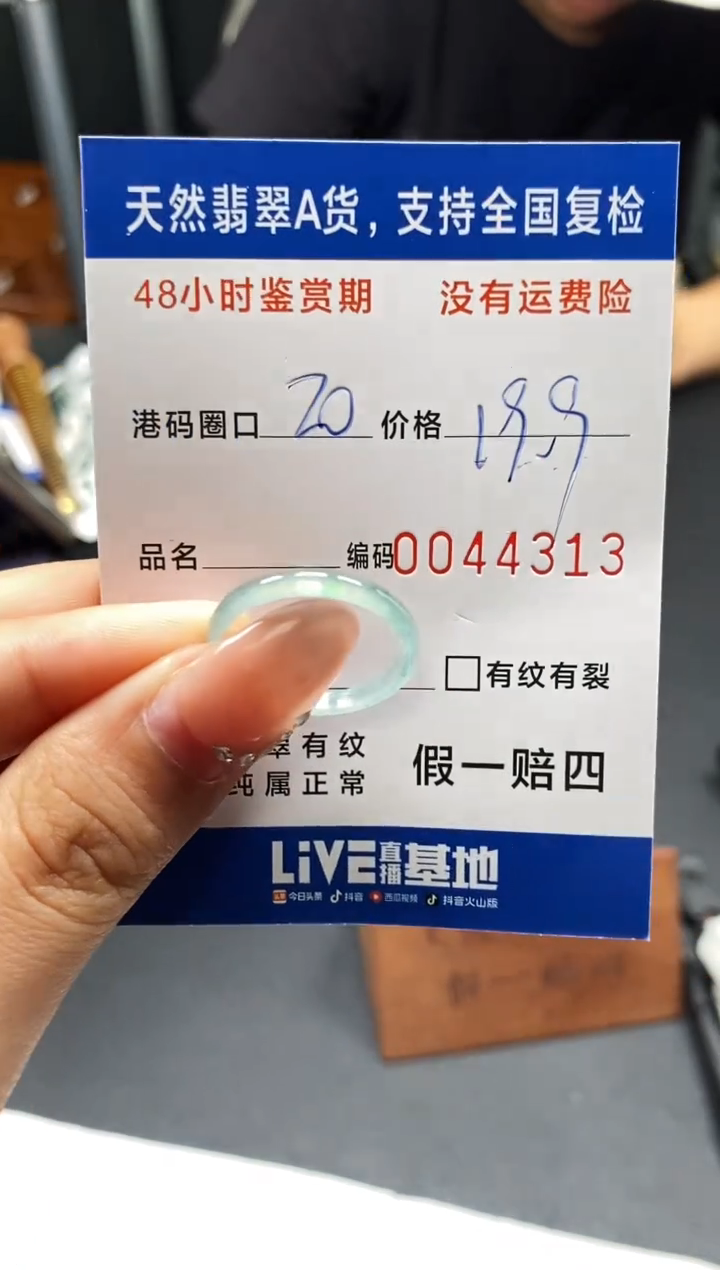 天然翡翠A货，支持全国复检
48小时鉴赏期 没有运费险
港码圈口 20 价格 199
品名 编码0044313
□有纹有裂
翠有纹
纯属正常 假一赔四
LiVE直播基地
今日头条 抖音 西瓜视频 抖音火山版